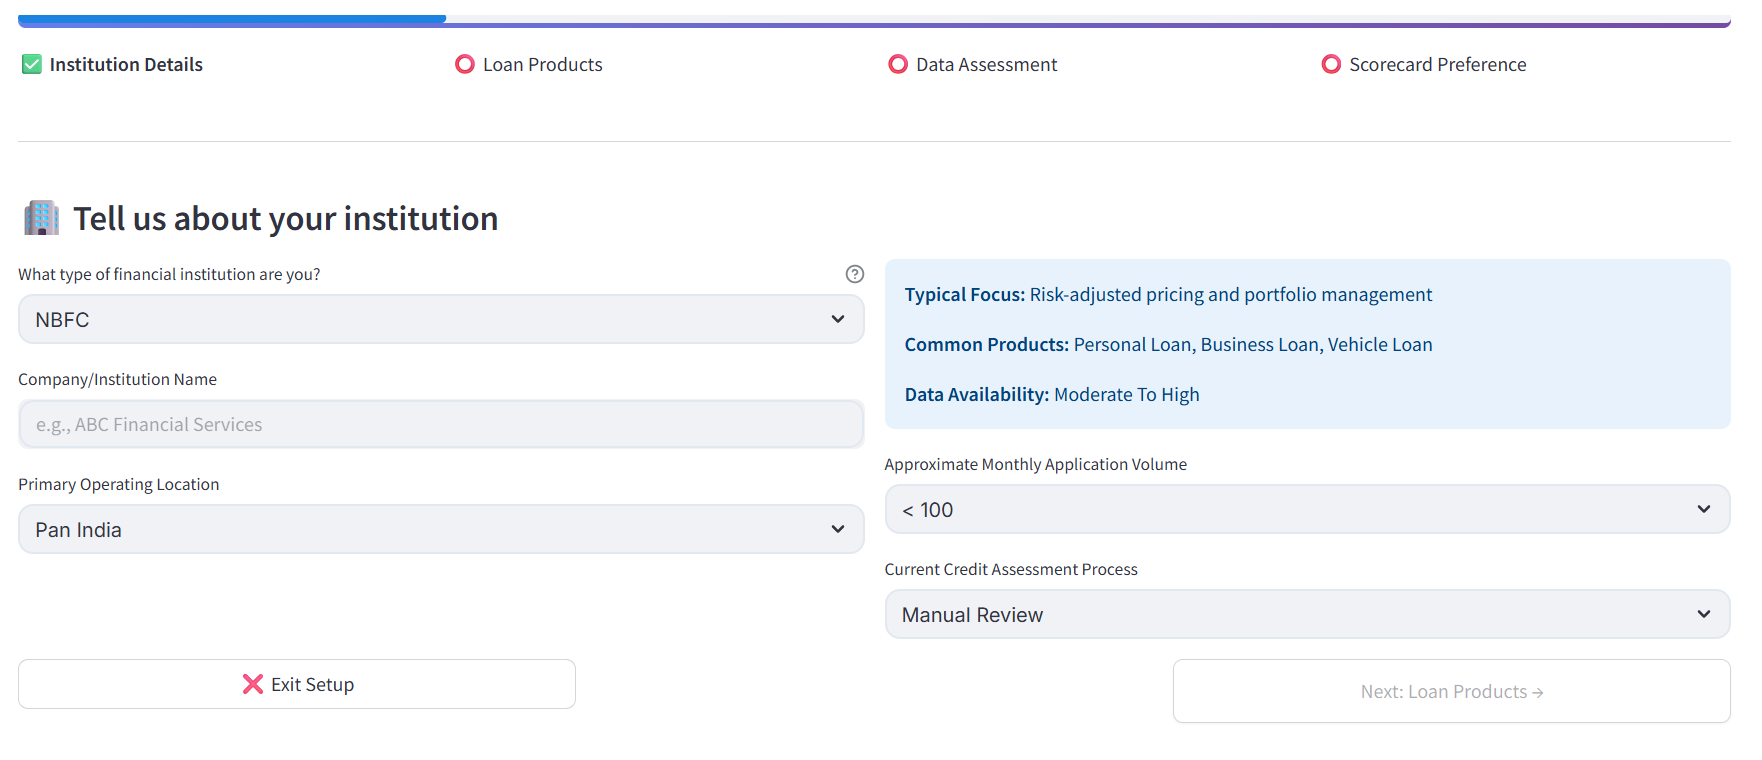 Institution Details
Loan Products
Data Assessment
Scorecard Preference
Tell us about your institution
What type of financial institution are you?
NBFC
Company/Institution Name
e.g., ABC Financial Services
Primary Operating Location
Pan India
Typical Focus: Risk-adjusted pricing and portfolio management
Common Products: Personal Loan, Business Loan, Vehicle Loan
Data Availability: Moderate To High
Approximate Monthly Application Volume
< 100
Current Credit Assessment Process
Manual Review
❌ Exit Setup
Next: Loan Products →